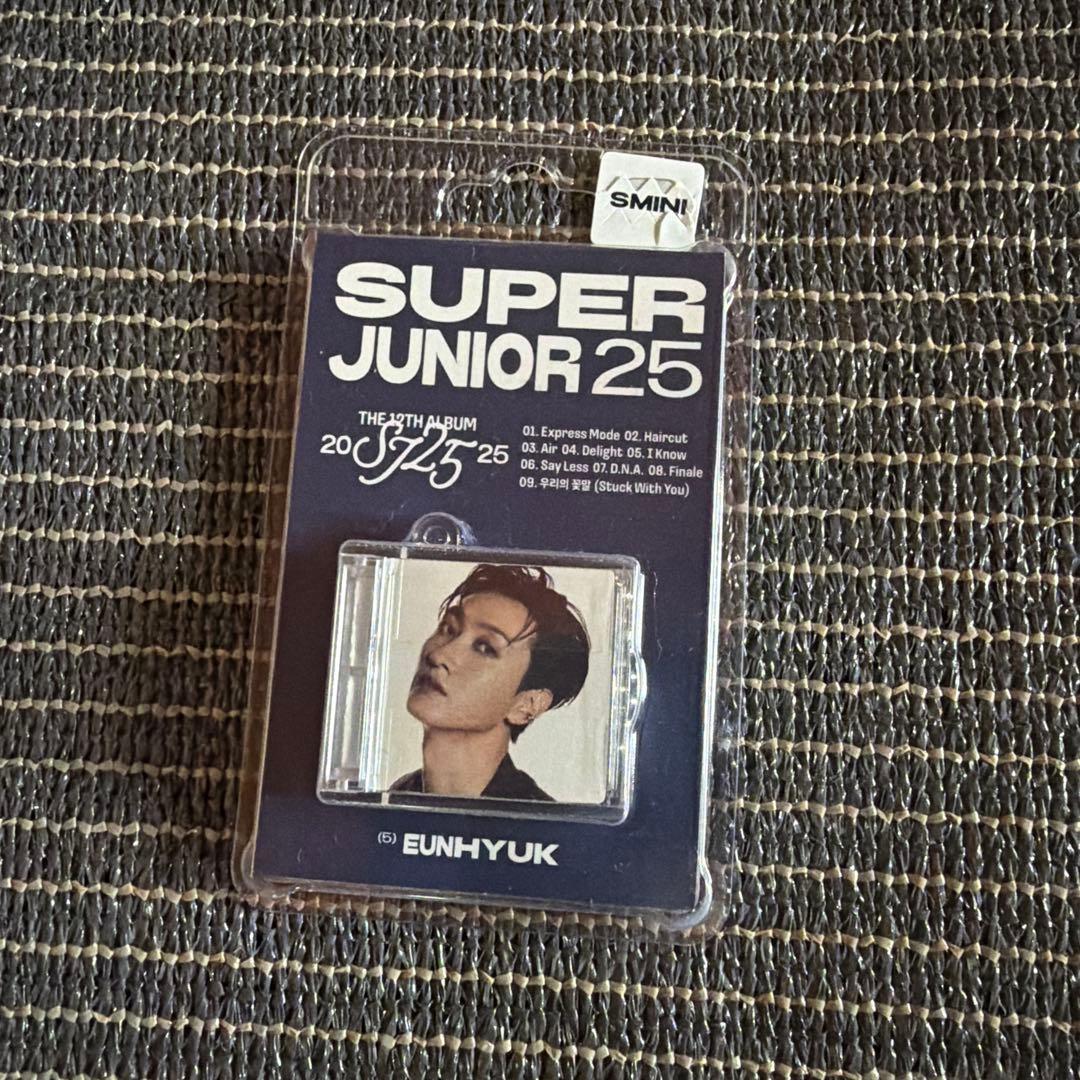 SMINI
SUPER
JUNIOR 25
THE 12TH ALBUM
20 SJ25 25
01. Express Mode 02. Haircut
03. Air 04. Delight 05. I Know
06. Say Less 07. D.N.A. 08. Finale
09. 우리의 꽃말 (Stuck With You)
(5) EUNHYUK